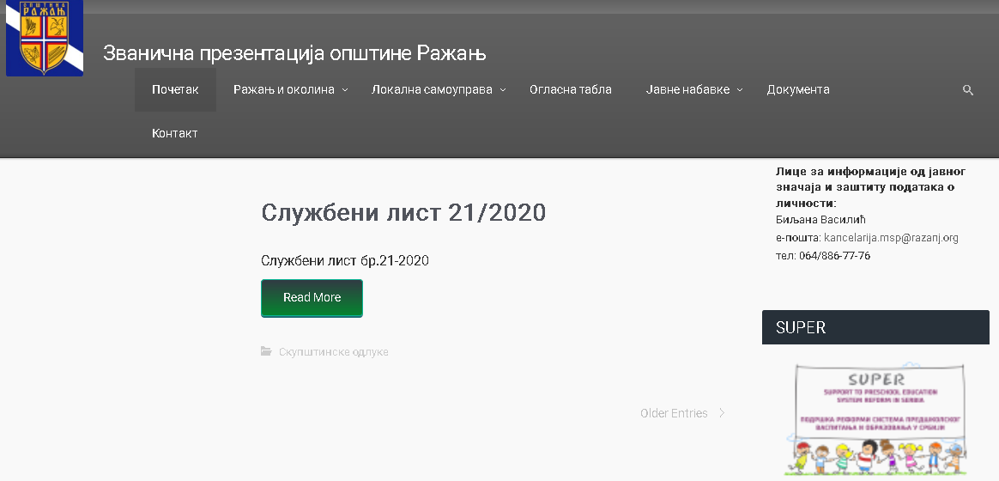 ОПШТИНА
РАЖАЊ
Званична презентација општине Ражањ
Почетак
Ражањ и околина
Локална самоуправа
Огласна табла
Јавне набавке
Документа
Контакт
Службени лист 21/2020
Службени лист бр.21-2020
Read More
Скупштинске одлуке
Older Entries
Лице за информације од јавног
значаја и заштиту података о
личности:
Биљана Василић
е-пошта: kancelarija.msp@razanj.org
тел: 064/886-77-76
SUPER
SUPER
SUPPORT TO PRESCHOOL EDUCATION
SYSTEM REFORM IN SERBIA
ПОДРШКА РЕФОРМИ СИСТЕМА ПРЕДШКОЛСКОГ
ВАСПИТАЊА И ОБРАЗОВАЊА У СРБИЈИ